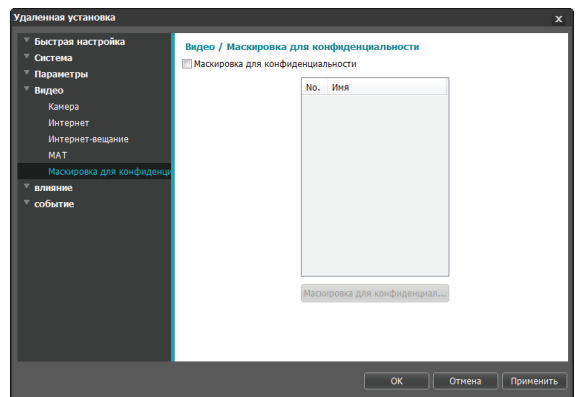 Удаленная установка
x
Быстрая настройка
Система
Параметры
Видео
Камера
Интернет
Интернет-вещание
МАТ
Маскировка для конфиденци
влияние
событие
Видео / Маскировка для конфиденциальности
Маскировка для конфиденциальности
No. Имя
Маскировка для конфиденциал...
OK Отмена Применить